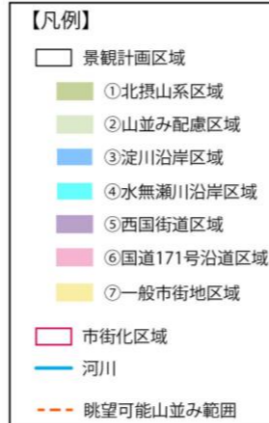 【凡例】
景観計画区域
①北摂山系区域
②山並み配慮区域
③淀川沿岸区域
④水無瀬川沿岸区域
⑤西国街道区域
⑥国道171号沿道区域
⑦一般市街地区域
市街化区域
河川
眺望可能山並み範囲